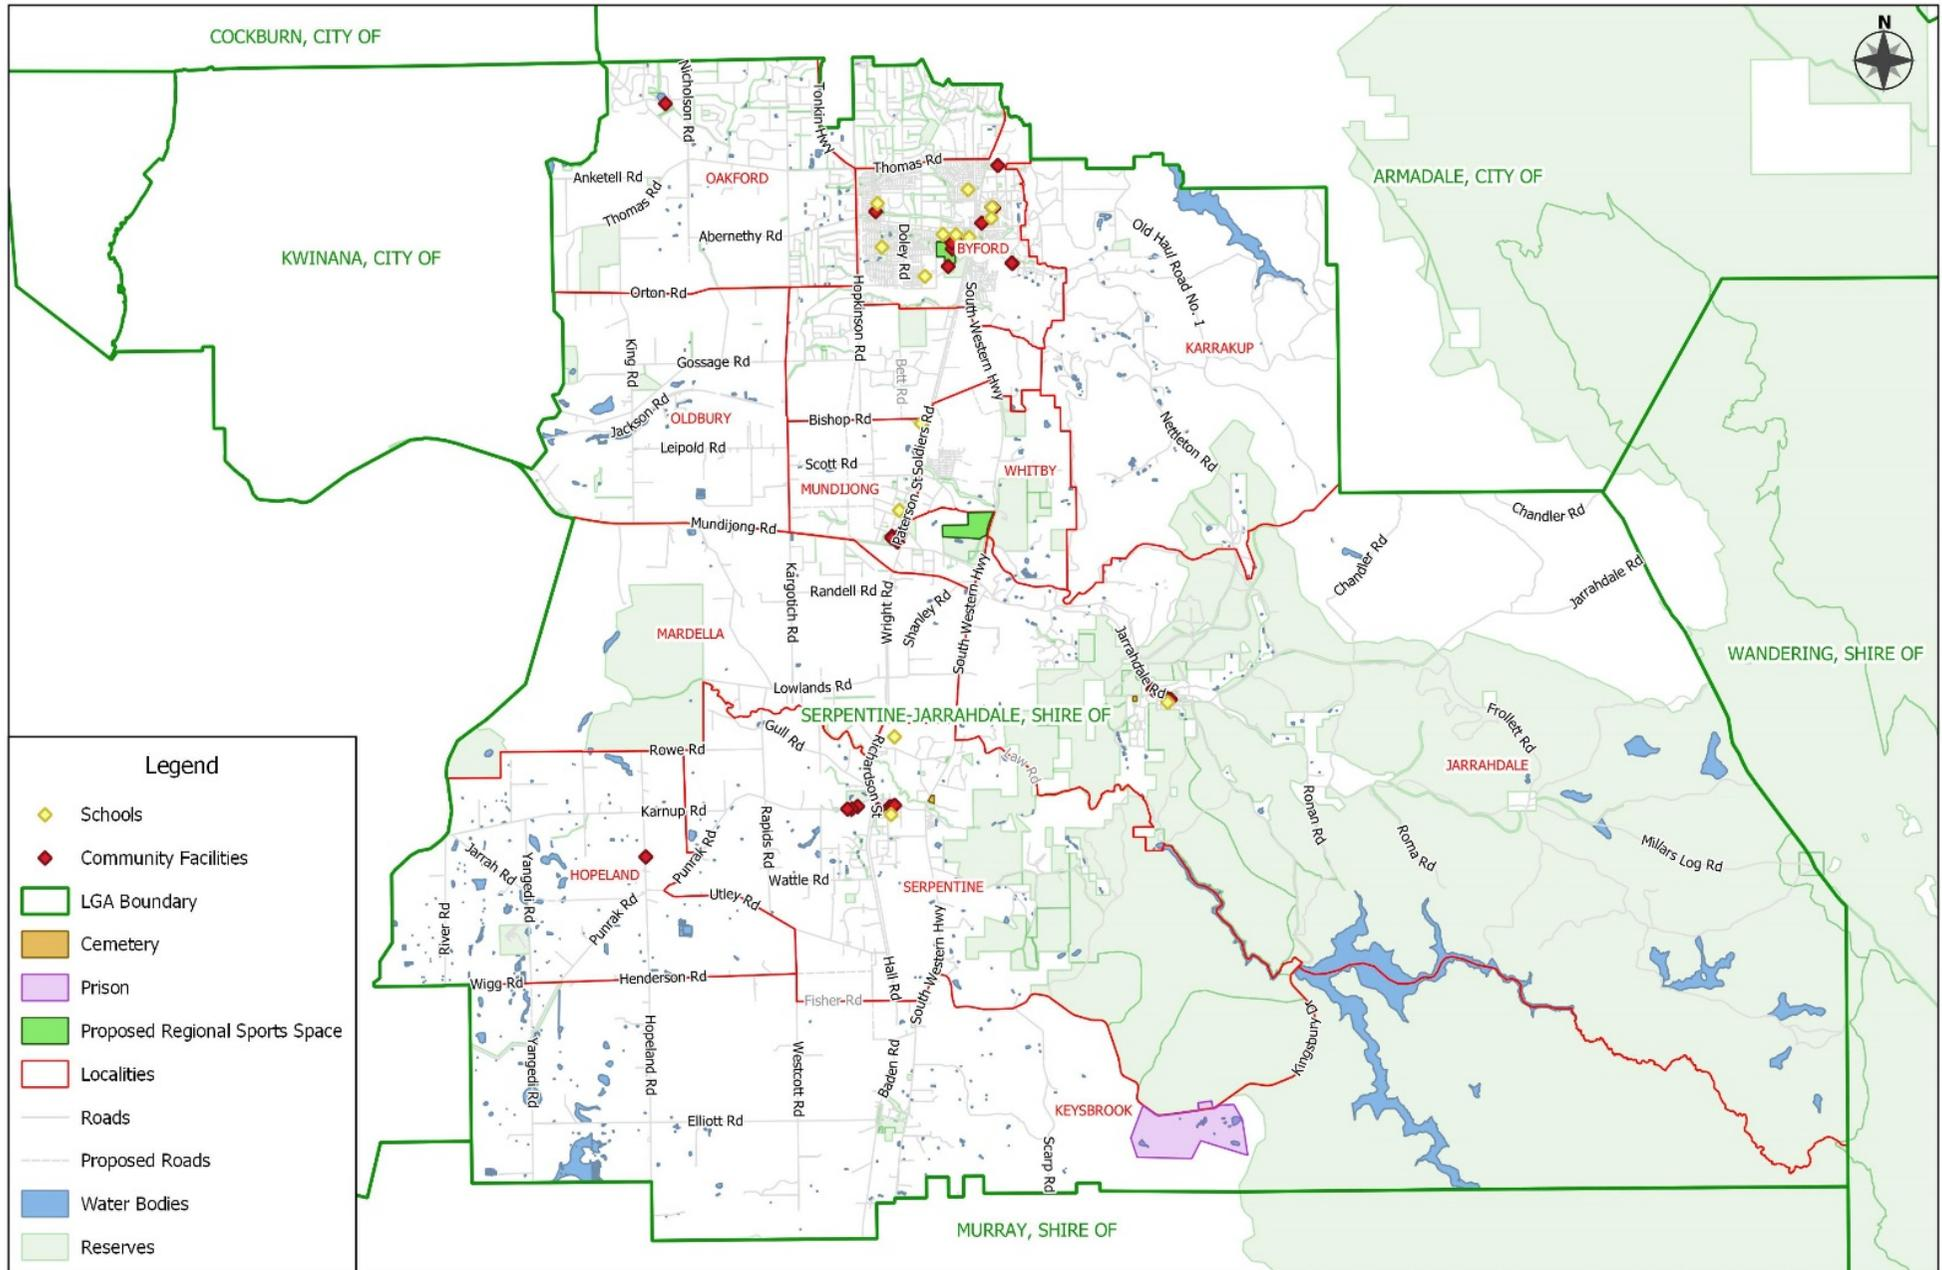 COCKBURN, CITY OF
N
Nicholson Rd
Tonkin Hwy
Thomas Rd
Anketell Rd
OAKFORD
ARMADALE, CITY OF
Thomas Rd
Abernethy Rd
Doley Rd
BYFORD
Old Haul Road No. 1
KWINANA, CITY OF
Orton Rd
Hopkinson Rd
South Western Hwy
King Rd
Gossage Rd
Bett Rd
KARRAKUP
Jackson Rd
OLDBURY
Bishop Rd
Soldiers Rd
Leipold Rd
Nettleton Rd
Scott Rd
WHITBY
MUNDIJONG
Paterson St
Mundijong Rd
Chandler Rd
Chandler Rd
Jarrahdale Rd
Kargotich Rd
Randell Rd
Wright Rd
Shanley Rd
South Western Hwy
MARDELLA
Jarrahdale Rd
WANDERING, SHIRE OF
Lowlands Rd
SERPENTINE-JARRAHDALE, SHIRE OF
Gull Rd
Richardson St
Law Rd
Frollett Rd
Rowe Rd
JARRAHDALE
Karnup Rd
Rapids Rd
Punrak Rd
Ronan Rd
Roma Rd
Millars Log Rd
Jarrah Rd
Yangedi Rd
HOPELAND
Wattle Rd
SERPENTINE
Utley Rd
River Rd
Punrak Rd
South Western Hwy
Hall Rd
Wigg Rd
Henderson Rd
Fisher Rd
Kingsbury Dr
Hopeland Rd
Yangedi Rd
Westcott Rd
Baden Rd
Elliott Rd
KEYSBROOK
Scarp Rd
MURRAY, SHIRE OF
Legend
Schools
Community Facilities
LGA Boundary
Cemetery
Prison
Proposed Regional Sports Space
Localities
Roads
Proposed Roads
Water Bodies
Reserves